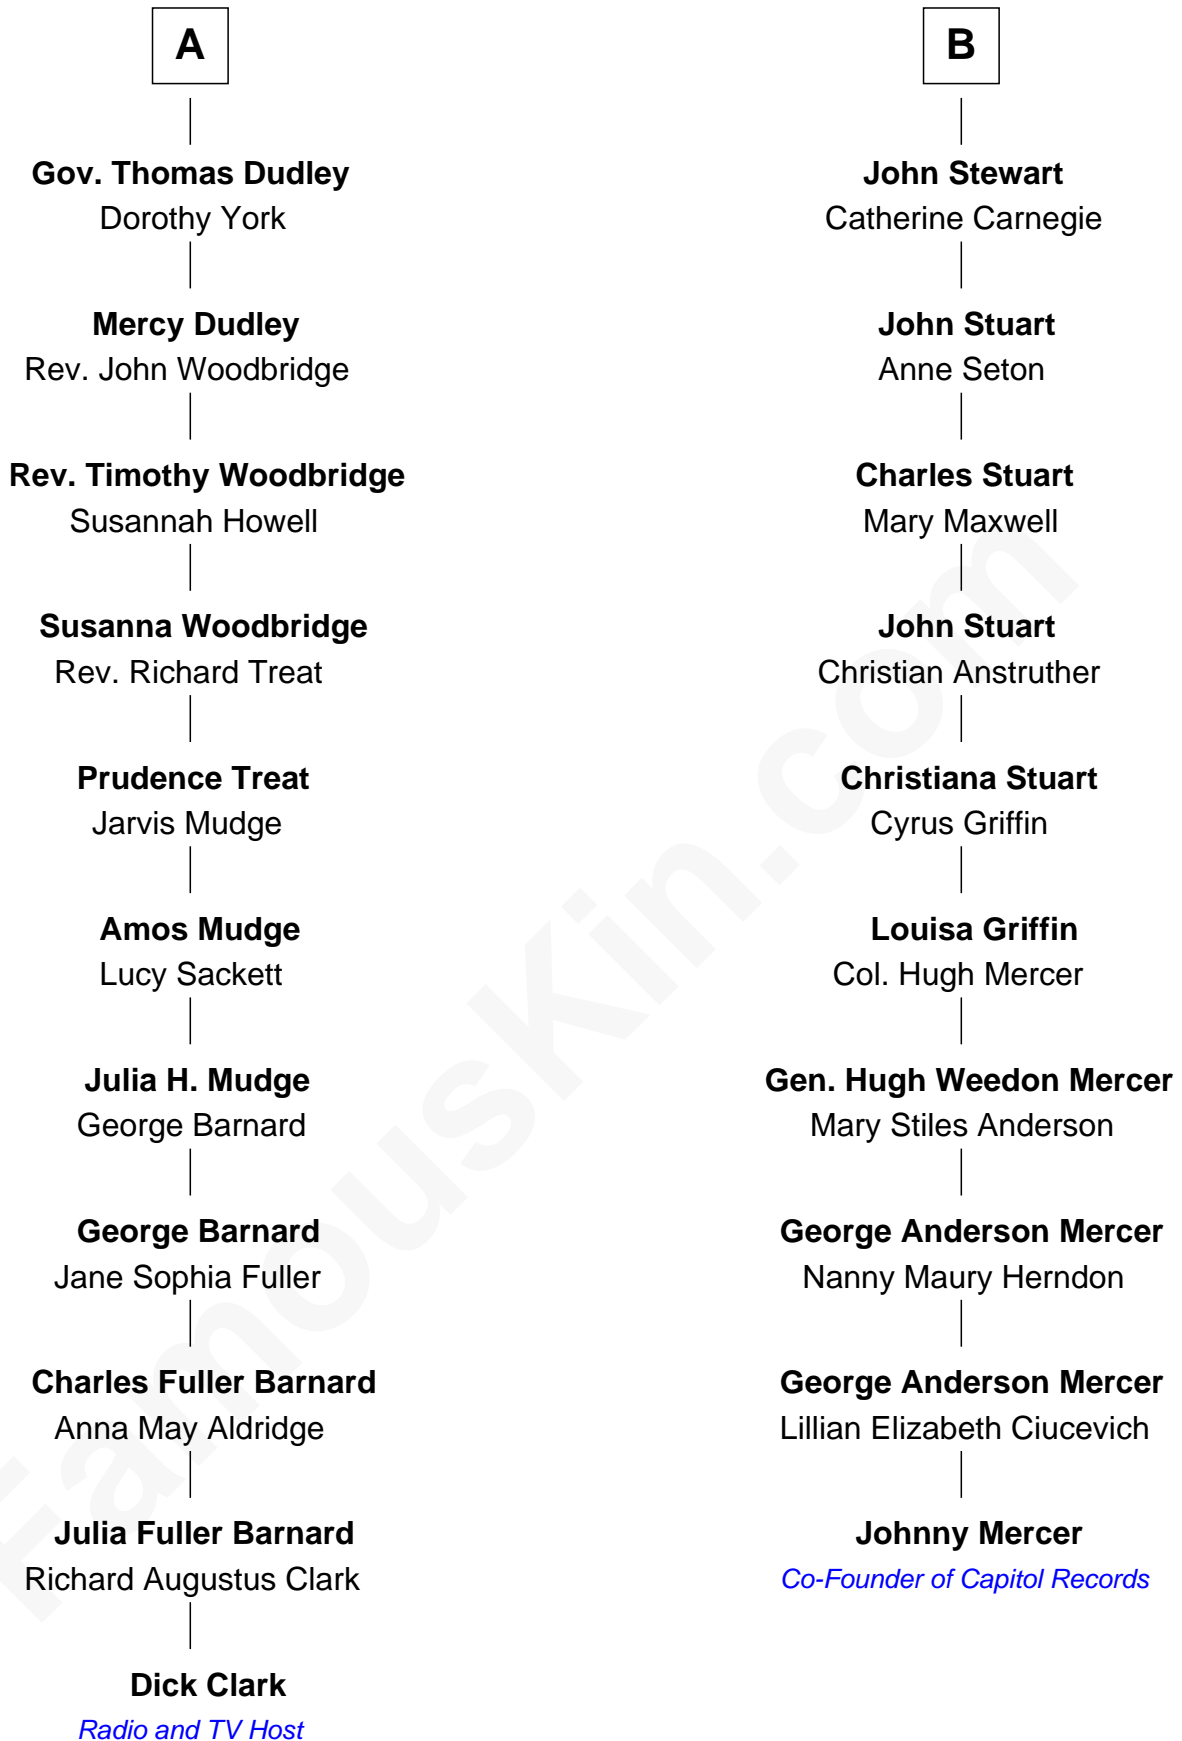 A
Gov. Thomas Dudley
Dorothy York
Mercy Dudley
Rev. John Woodbridge
Rev. Timothy Woodbridge
Susannah Howell
Susanna Woodbridge
Rev. Richard Treat
Prudence Treat
Jarvis Mudge
Amos Mudge
Lucy Sackett
Julia H. Mudge
George Barnard
George Barnard
Jane Sophia Fuller
Charles Fuller Barnard
Anna May Aldridge
Julia Fuller Barnard
Richard Augustus Clark
Dick Clark
Radio and TV Host
B
John Stewart
Catherine Carnegie
John Stuart
Anne Seton
Charles Stuart
Mary Maxwell
John Stuart
Christian Anstruther
Christiana Stuart
Cyrus Griffin
Louisa Griffin
Col. Hugh Mercer
Gen. Hugh Weedon Mercer
Mary Stiles Anderson
George Anderson Mercer
Nanny Maury Herndon
George Anderson Mercer
Lillian Elizabeth Ciucevich
Johnny Mercer
Co-Founder of Capitol Records
FamousKin.com